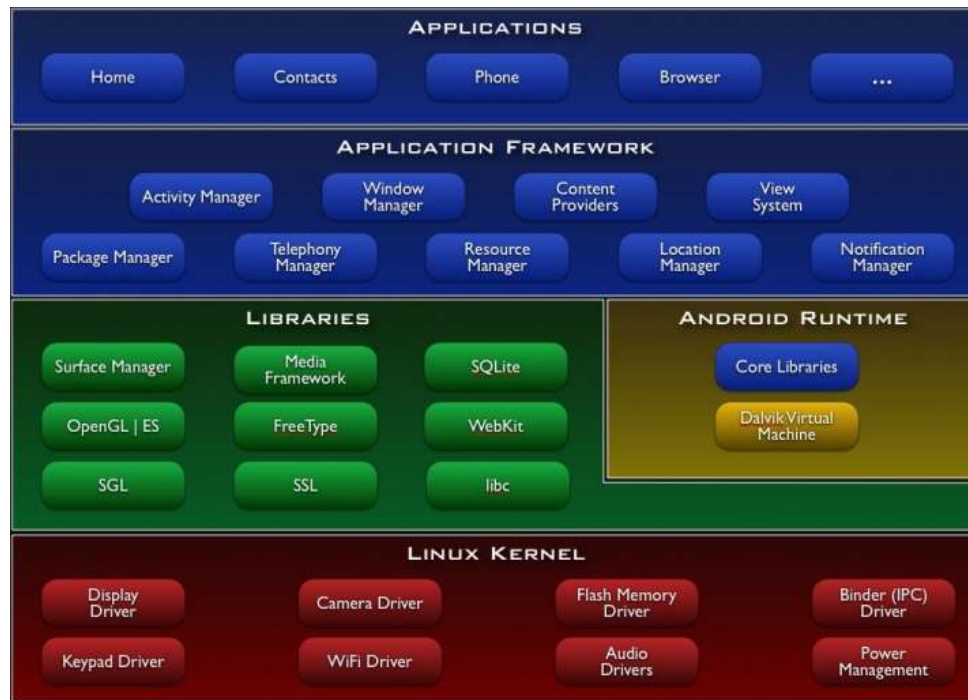 APPLICATIONS
Home
Contacts
Phone
Browser
...
APPLICATION FRAMEWORK
Activity Manager
Window
Manager
Content
Providers
View
System
Package Manager
Telephony
Manager
Resource
Manager
Location
Manager
Notification
Manager
LIBRARIES
Surface Manager
Media
Framework
SQLite
OpenGL | ES
FreeType
WebKit
SGL
SSL
libc
ANDROID RUNTIME
Core Libraries
Dalvik Virtual
Machine
LINUX KERNEL
Display
Driver
Camera Driver
Flash Memory
Driver
Binder (IPC)
Driver
Keypad Driver
WiFi Driver
Audio
Drivers
Power
Management